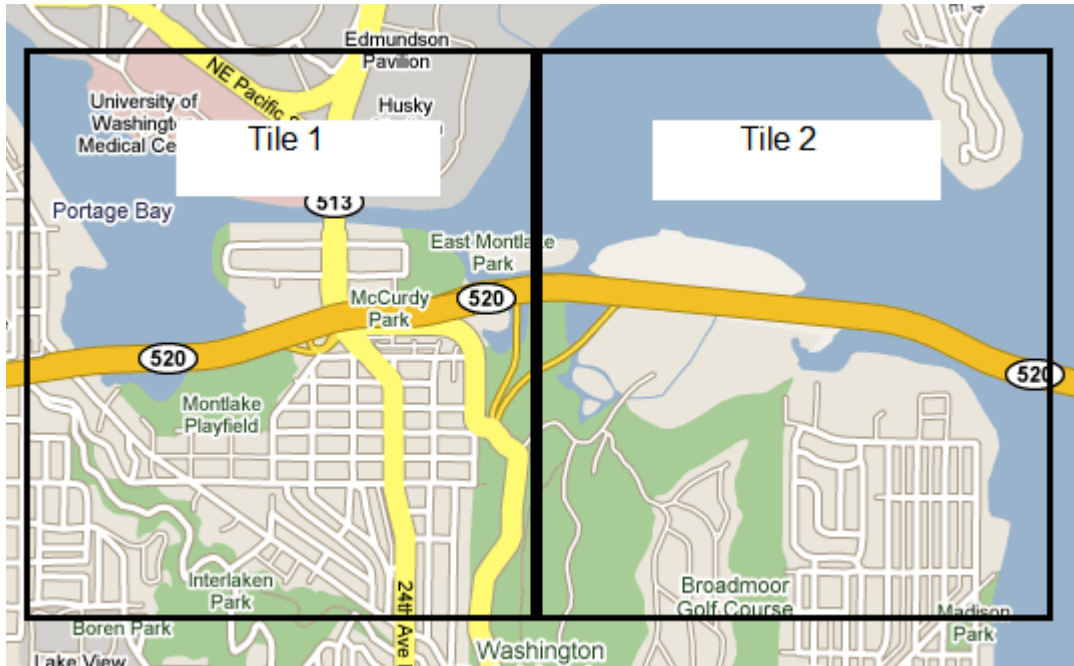 Edmundson
Pavilion
NE Pacific S
University of
Washingto
Medical Ce
Husky
Tile 1
Tile 2
513
Portage Bay
East Montlake
Park
McCurdy
Park
520
520
520
Montlake
Playfield
Interlaken
Park
24th Ave
Broadmoor
Golf Course
Madison
Park
Boren Park
Washington
Lake View